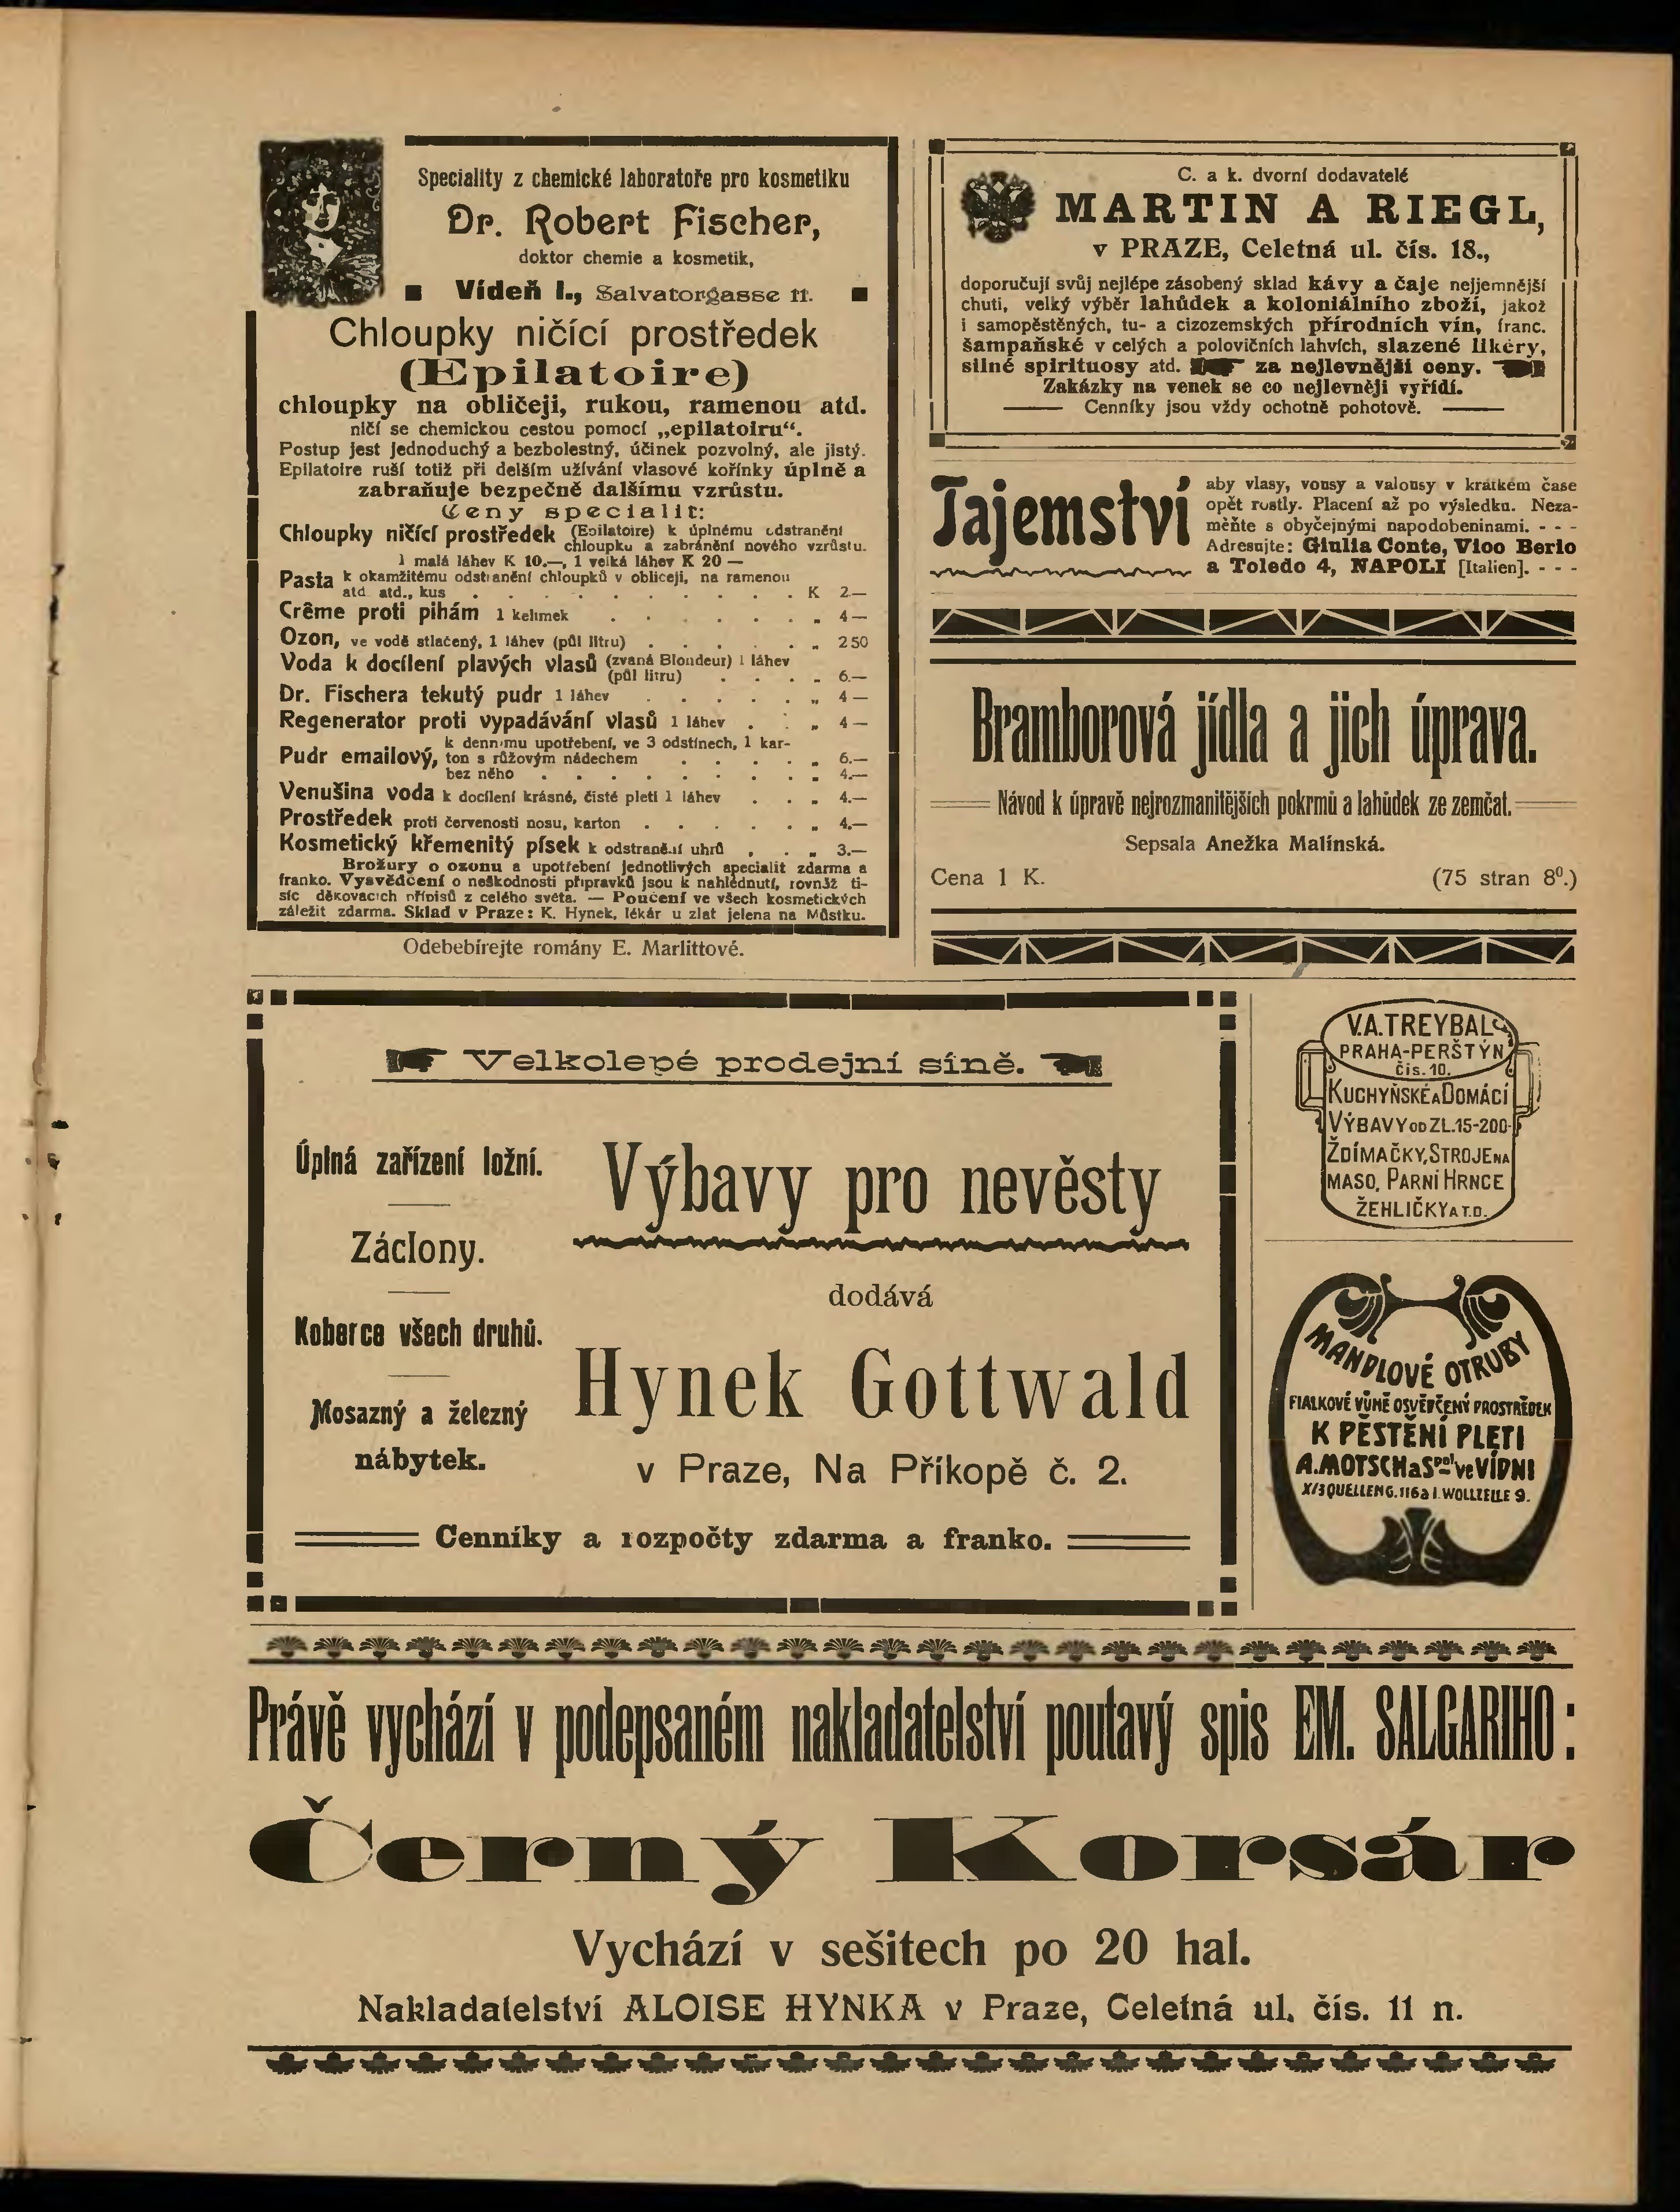 Speciality z chemické laboratoře pro kosmetiku
Dr. Robert Fischer,
doktor chemie a kosmetik,
Vídeň I., Salvatorgasse 11.
Chloupky ničící prostředek
(Epilatoire)
chloupky na obličeji, rukou, ramenou atd.
ničí se chemickou cestou pomocí „epilatoiru“.
Postup jest jednoduchý a bezbolestný, účinek pozvolný, ale jistý.
Epilatoire ruší totiž při delším užívání vlasové kořínky úplně a
zabraňuje bezpečně dalšímu vzrůstu.
Ceny specialit:
Chloupky ničící prostředek (Epilatoire) k úplnému odstranění
chloupku a zabránění nového vzrůstu.
1 malá láhev K 10.—, 1 velká láhev K 20 —
Pasta k okamžitému odstranění chloupků v obliceji, na ramenou
atd. atd., kus . . . . . . . . . K 2.—
Crême proti pihám 1 kelimek . . . . . . „ 4 —
Ozon, ve vodě stlačený, 1 láhev (půl litru) . . . . . „ 2 50
Voda k docílení plavých vlasů (zvaná Blondeur) 1 láhev
(půl litru) . . . . „ 6.—
Dr. Fischera tekutý pudr 1 láhev . . . . . „ 4 —
Regenerator proti vypadávání vlasů 1 láhev . . „ 4 —
Pudr emailový, k dennímu upotřebení, ve 3 odstínech, 1 kar-
ton s růžovým nádechem . . . . . „ 6.—
bez něho . . . . . . . . „ 4.—
Venušina voda k docílení krásné, čisté pleti 1 láhev . . „ 4.—
Prostředek proti červenosti nosu, karton . . . . . . „ 4.—
Kosmetický křemenitý písek k odstranění uhrů . . „ 3.—
Brožury o ozonu a upotřebení jednotlivých specialit zdarma a
franko. Vysvědčení o neškodnosti připravků jsou k nahlédnutí, rovněž ti-
síc děkovacích přípisů z celého světa. — Poučení ve všech kosmetických
záležit zdarma. Sklad v Praze: K. Hynek, lékár u zlat jelena na Můstku.
Odebebírejte romány E. Marlittové.
C. a k. dvorní dodavatelé
MARTIN A RIEGL,
v PRAZE, Celetná ul. čís. 18.,
doporučují svůj nejlépe zásobený sklad kávy a čaje nejjemnější
chuti, velký výběr lahůdek a koloniálního zboží, jakož
i samopěstěných, tu- a cizozemských přírodních vín, franc.
šampaňské v celých a polovičních lahvích, slazené likéry,
silné spirituosy atd. za nejlevnější ceny.
Zakázky na venek se co nejlevněji vyřídí.
Cenníky jsou vždy ochotně pohotově.
Tajemství
aby vlasy, vousy a valousy v krátkém čase
opět rostly. Placení až po výsledku. Neza-
měňte s obyčejnými napodobeninami. - - -
Adresujte: Giulia Conte, Vico Berio
a Toledo 4, NAPOLI [Italien]. - - -
Bramborová jídla a jich úprava.
Návod k úpravě nejrozmanitějších pokrmů a lahůdek ze zemčat.
Sepsala Anežka Malínská.
Cena 1 K. (75 stran 8⁰.)
Velkolepé prodejní síně.
Úplná zařízení ložní.
Záclony.
Koberce všech druhů.
Mosazný a železný
nábytek.
Výbavy pro nevěsty
dodává
Hynek Gottwald
v Praze, Na Příkopě č. 2.
Cenníky a rozpočty zdarma a franko.
V.A.TREYBAL
PRAHA-PERŠTÝN
čís. 10.
KUCHYŇSKÉ A DOMÁCÍ
VÝBAVY OD ZL.15-200-
ŽDÍMAČKY, STROJE NA
MASO, PARNÍ HRNCE
ŽEHLIČKY A T.D.
MANDLOVÉ OTRUBY
FIALKOVÉ VŮNĚ OSVĚDČENÝ PROSTŘEDEK
K PĚSTĚNÍ PLETI
A.MOTSCH a Spol. ve VÍDNI
X/3 QUELLENG. 116 a I. WOLLZEILE 9.
Právě vychází v podepsaném nakladatelství poutavý spis EM. SALGARIHO:
Černý Korsár
Vychází v sešitech po 20 hal.
Nakladatelství ALOISE HYNKA v Praze, Celetná ul. čís. 11 n.